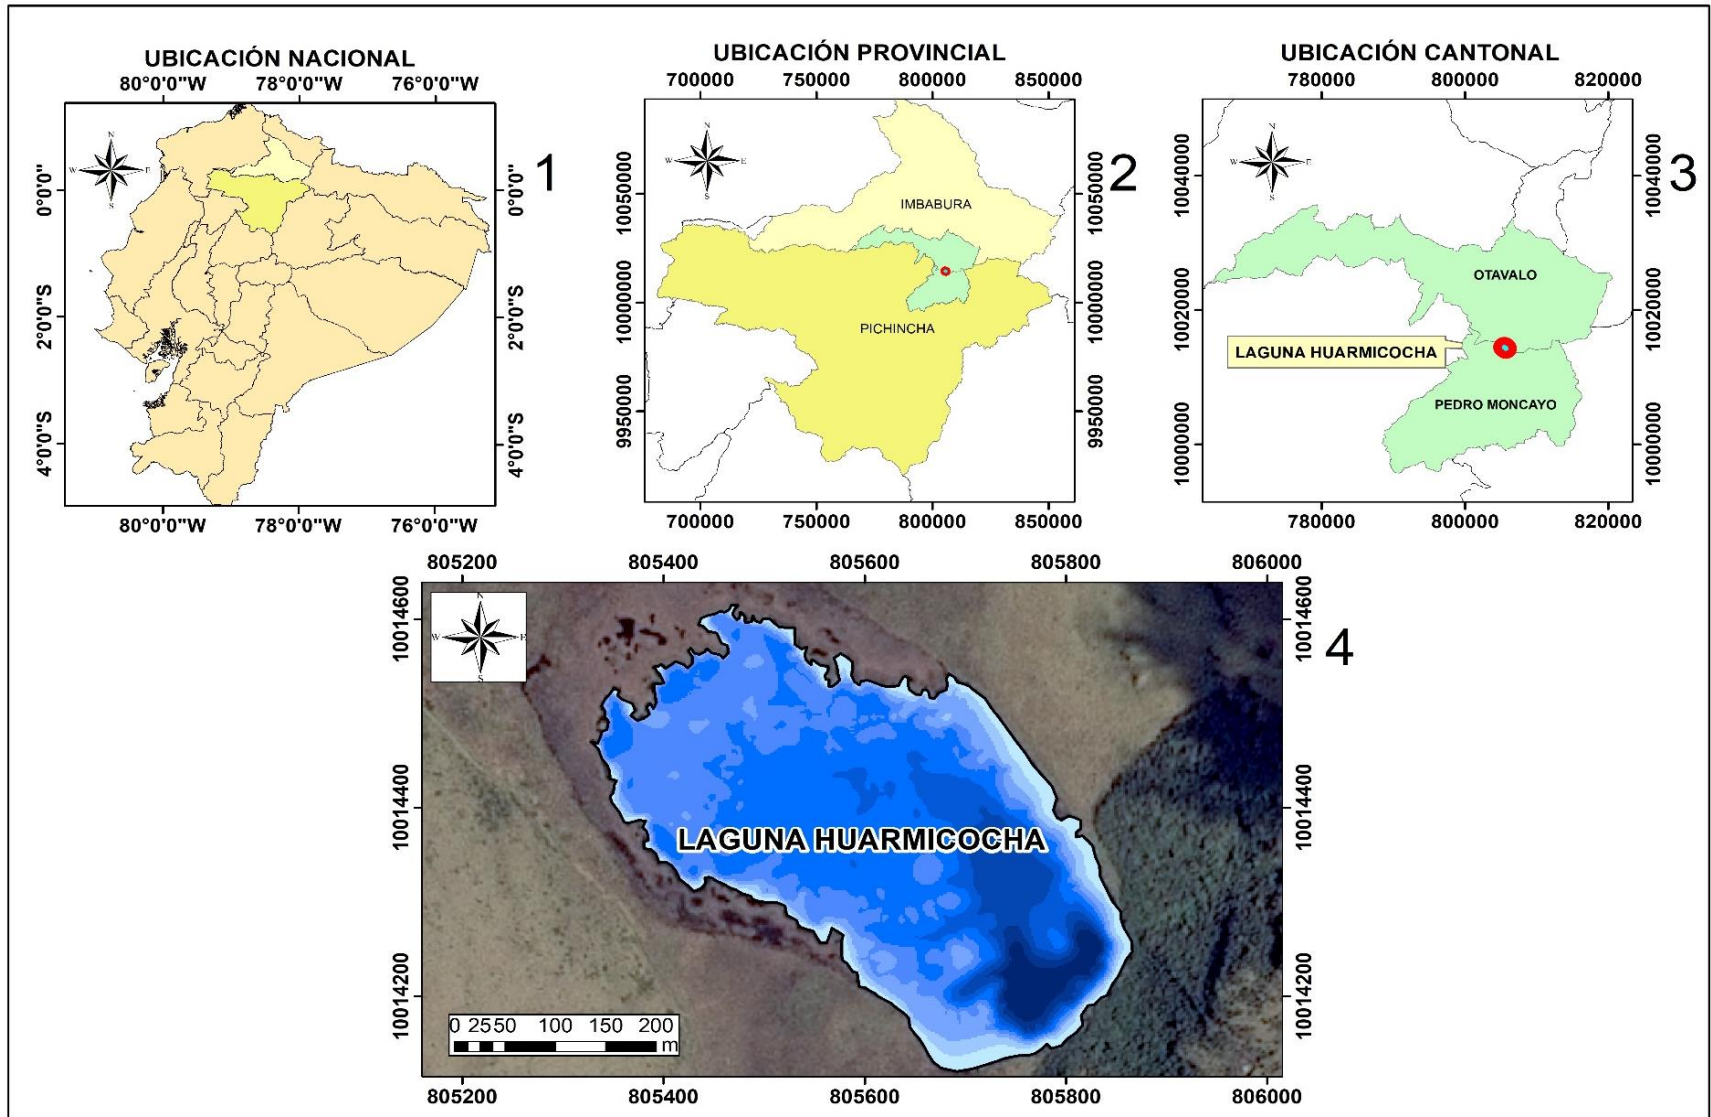 UBICACIÓN NACIONAL
80°0'0"W 78°0'0"W 76°0'0"W
N
W E
S
0°0'0"
2°0'0"S
4°0'0"S
0°0'0"
2°0'0"S
4°0'0"S
80°0'0"W 78°0'0"W 76°0'0"W
1
UBICACIÓN PROVINCIAL
700000 750000 800000 850000
N
W E
S
10050000
10000000
9950000
IMBABURA
PICHINCHA
10050000
10000000
9950000
700000 750000 800000 850000
2
UBICACIÓN CANTONAL
780000 800000 820000
N
W E
S
10040000
10020000
10000000
OTAVALO
LAGUNA HUARMICOCHA
PEDRO MONCAYO
10040000
10020000
10000000
780000 800000 820000
3
805200 805400 805600 805800 806000
N
W E
S
10014600
10014400
10014200
LAGUNA HUARMICOCHA
10014600
10014400
10014200
0 25 50 100 150 200
m
805200 805400 805600 805800 806000
4